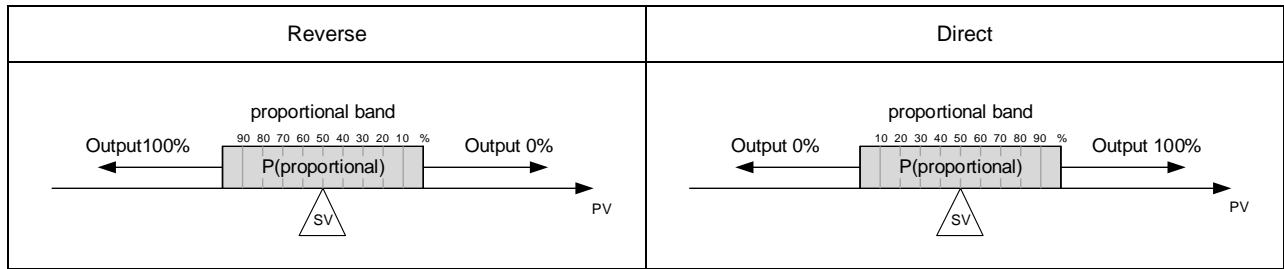 Reverse
Direct
proportional band
90 80 70 60 50 40 30 20 10 %
Output100%
Output 0%
P(proportional)
PV
SV
proportional band
10 20 30 40 50 60 70 80 90 %
Output 0%
Output 100%
P(proportional)
PV
SV